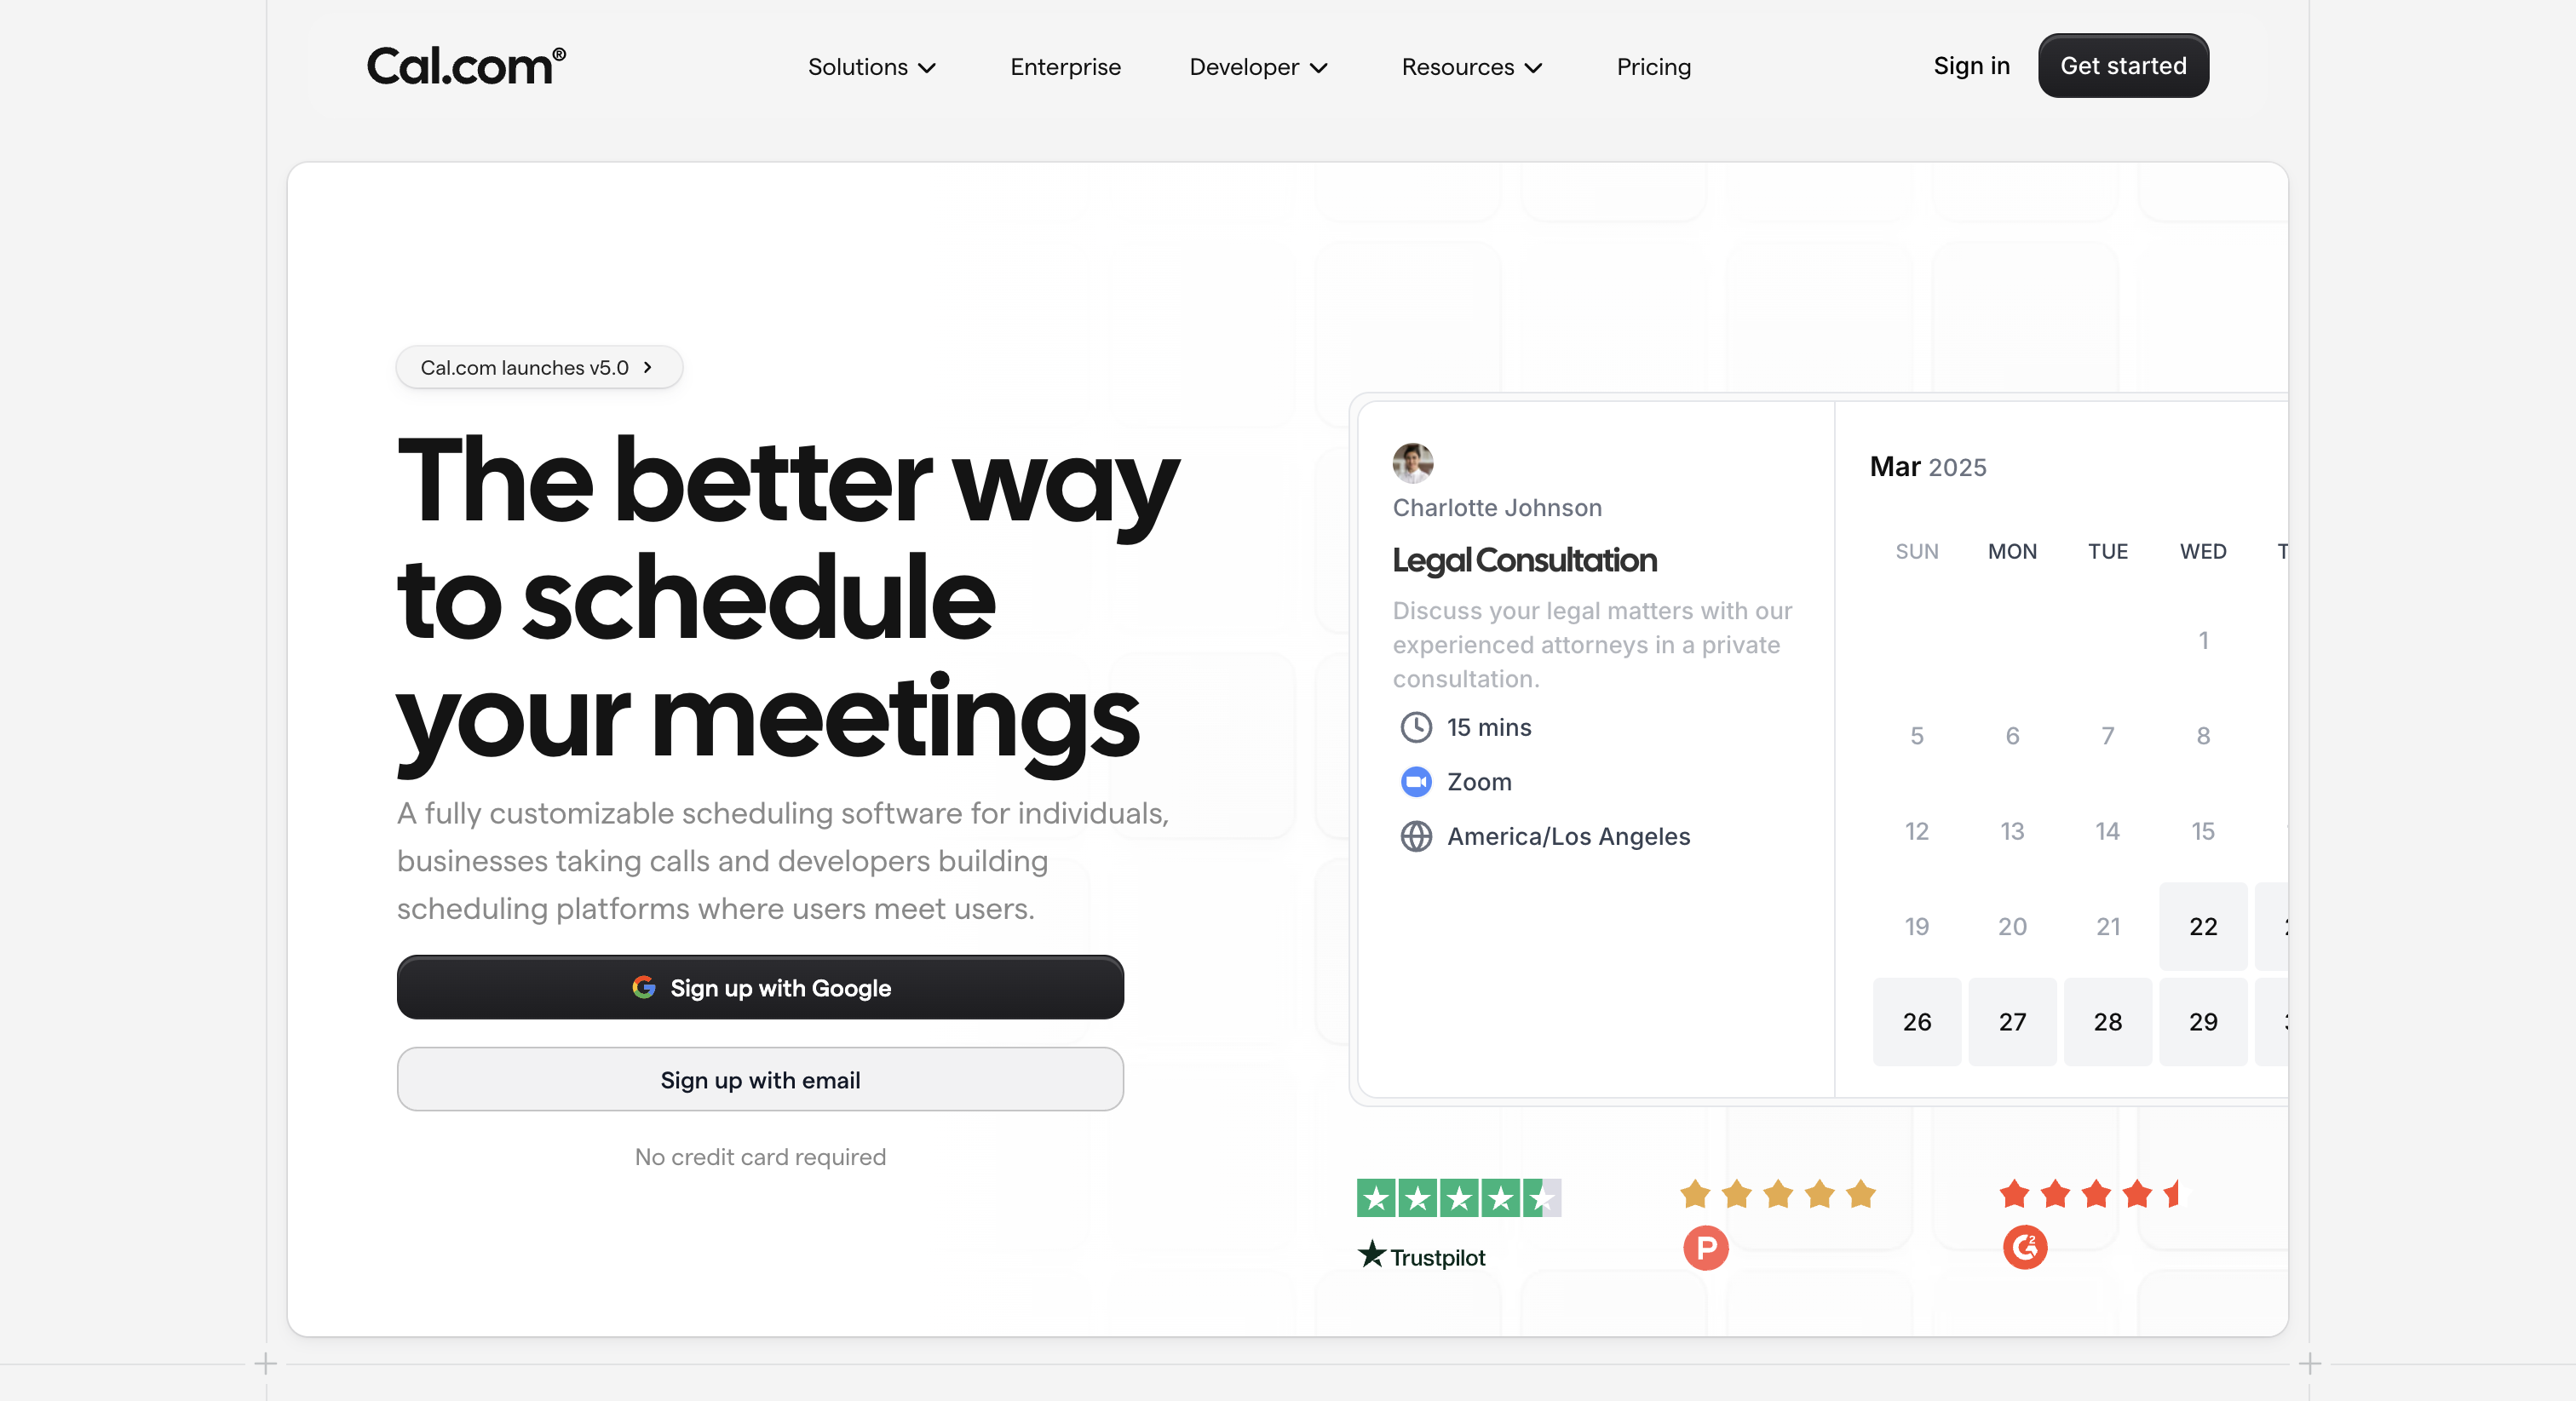 Cal.com®
Solutions
Enterprise
Developer
Resources
Pricing
Sign in
Get started
Cal.com launches v5.0
The better way
to schedule
your meetings
A fully customizable scheduling software for individuals,
businesses taking calls and developers building
scheduling platforms where users meet users.
Sign up with Google
Sign up with email
No credit card required
Charlotte Johnson
Legal Consultation
Discuss your legal matters with our
experienced attorneys in a private
consultation.
15 mins
Zoom
America/Los Angeles
Mar 2025
SUN MON TUE WED
1
5 6 7 8
12 13 14 15
19 20 21 22
26 27 28 29
Trustpilot
P
G2